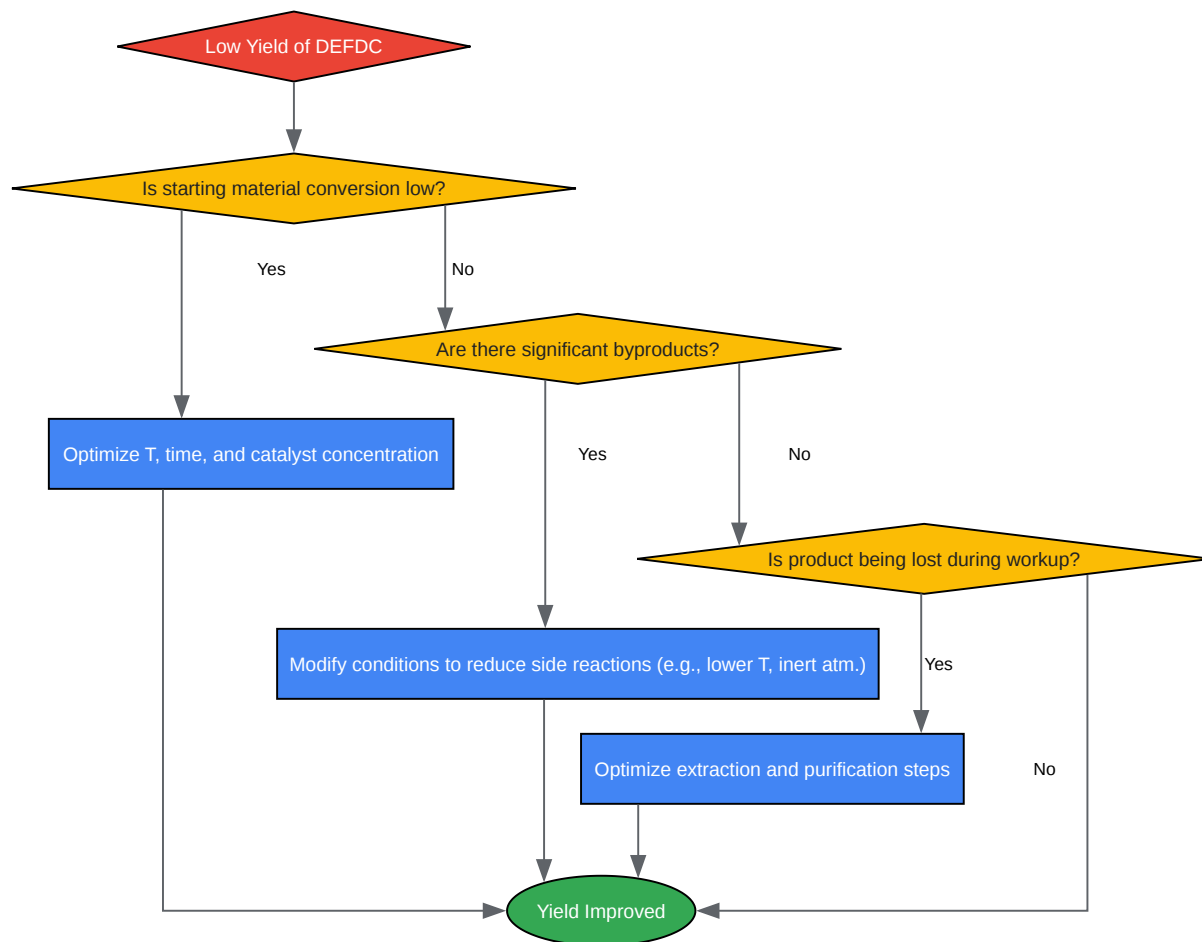 Low Yield of DEFDC
Is starting material conversion low?
Yes
No
Are there significant byproducts?
Optimize T, time, and catalyst concentration
Yes
No
Is product being lost during workup?
Modify conditions to reduce side reactions (e.g., lower T, inert atm.)
Yes
Optimize extraction and purification steps
No
Yield Improved